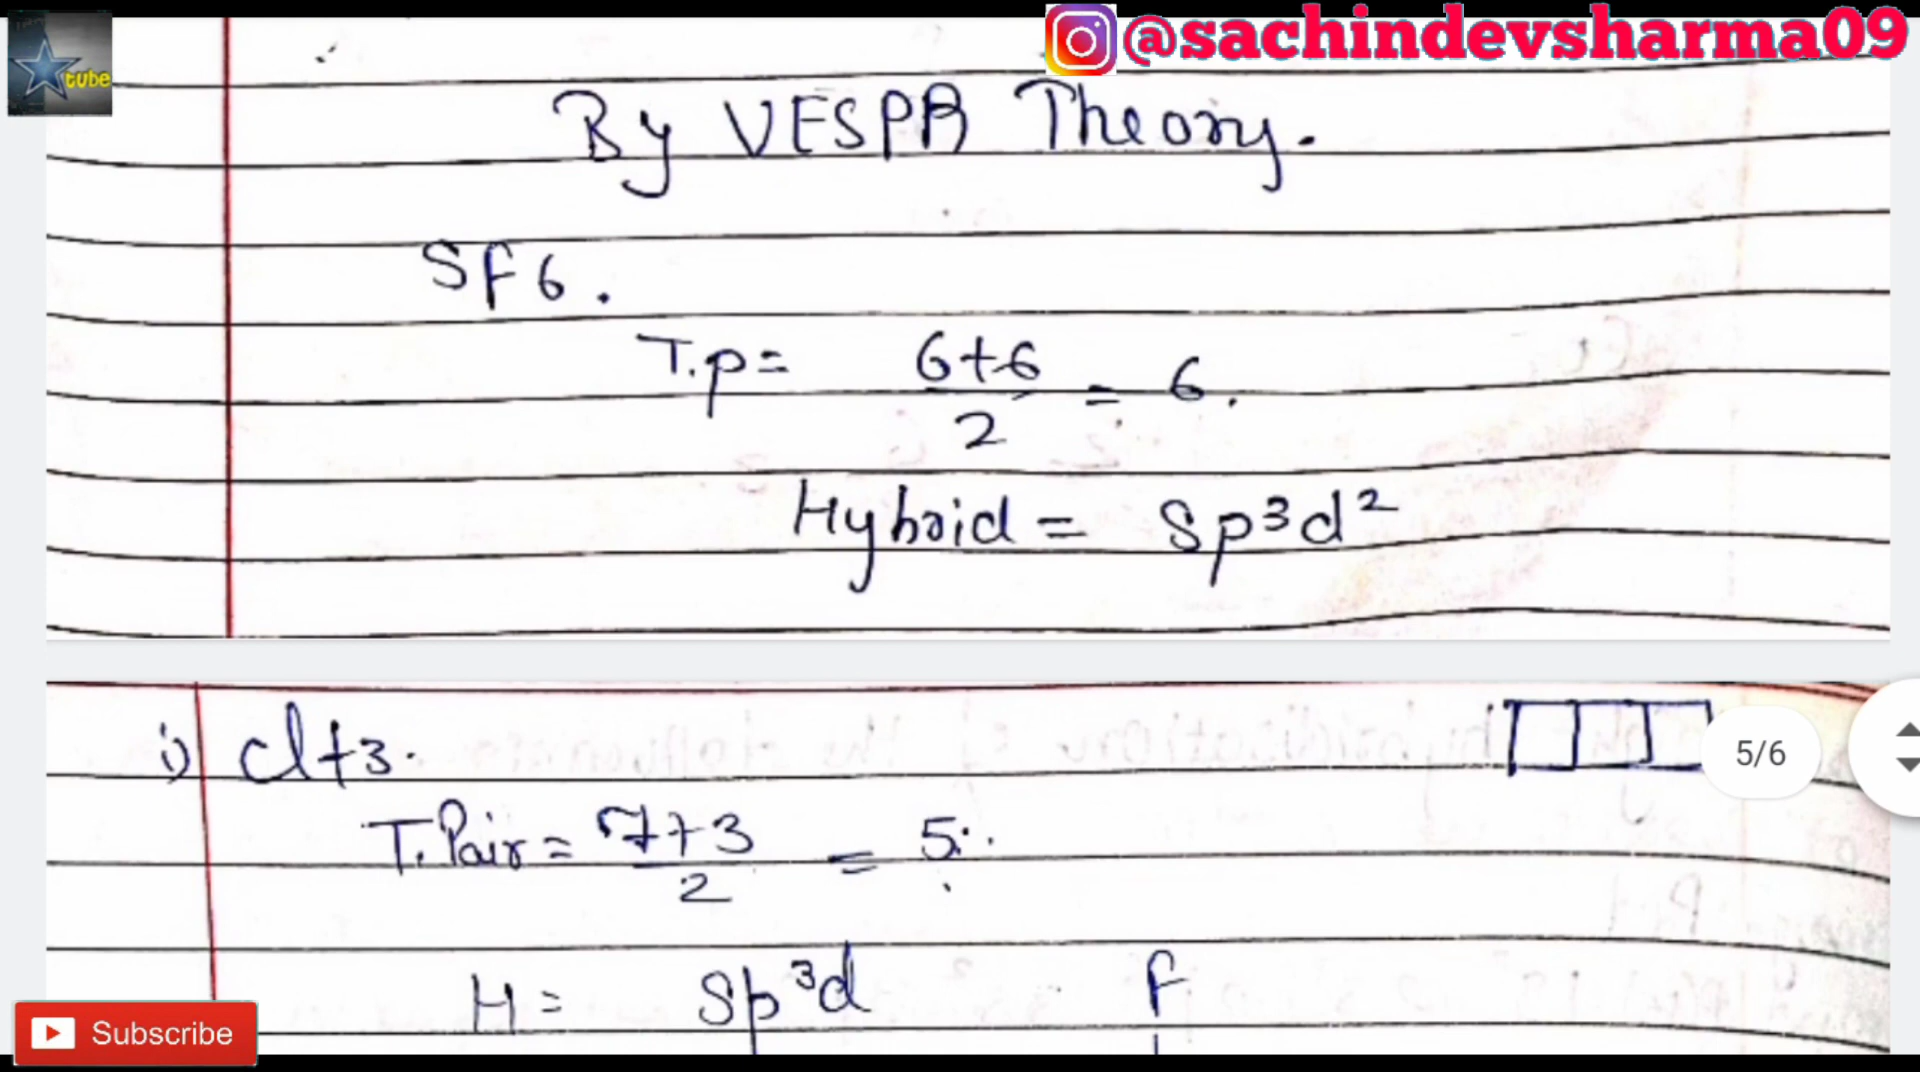 tube
@sachindevsharma09
By VESPR Theory.
SF6.
T.p= 6+6 / 2 = 6.
Hybrid = Sp³d²
i) clf3.
5/6
T.Pair = 7+3 / 2 = 5.
H = Sp³d F
Subscribe